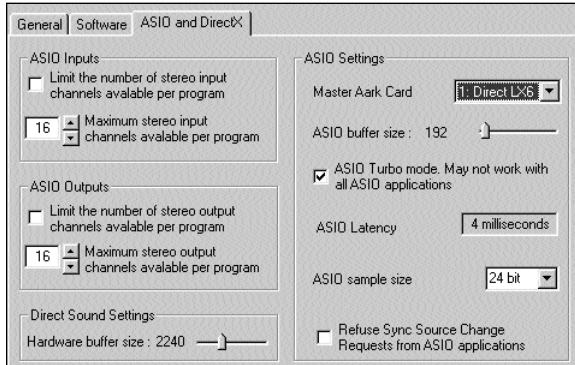 General
Software
ASIO and DirectX
ASIO Inputs
Limit the number of stereo input
channels avalable per program
16
Maximum stereo input
channels avalable per program
ASIO Outputs
Limit the number of stereo output
channels avalable per program
16
Maximum stereo output
channels avalable per program
Direct Sound Settings
Hardware buffer size : 2240
ASIO Settings
Master Aark Card
1: Direct LX6
ASIO buffer size : 192
ASIO Turbo mode. May not work with
all ASIO applications
ASIO Latency
4 milliseconds
ASIO sample size
24 bit
Refuse Sync Source Change
Requests from ASIO applications